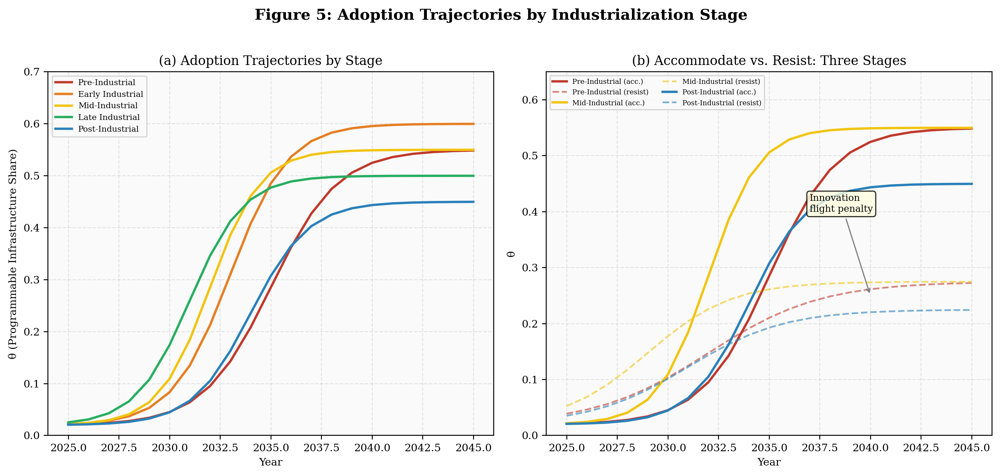 Figure 5: Adoption Trajectories by Industrialization Stage
(a) Adoption Trajectories by Stage
Pre-Industrial
Early Industrial
Mid-Industrial
Late Industrial
Post-Industrial
θ (Programmable Infrastructure Share)
0.7
0.6
0.5
0.4
0.3
0.2
0.1
0.0
2025.0 2027.5 2030.0 2032.5 2035.0 2037.5 2040.0 2042.5 2045.0
Year
(b) Accommodate vs. Resist: Three Stages
Pre-Industrial (acc.)
Pre-Industrial (resist)
Mid-Industrial (acc.)
Mid-Industrial (resist)
Post-Industrial (acc.)
Post-Industrial (resist)
Innovation
flight penalty
θ
0.6
0.5
0.4
0.3
0.2
0.1
0.0
2025.0 2027.5 2030.0 2032.5 2035.0 2037.5 2040.0 2042.5 2045.0
Year